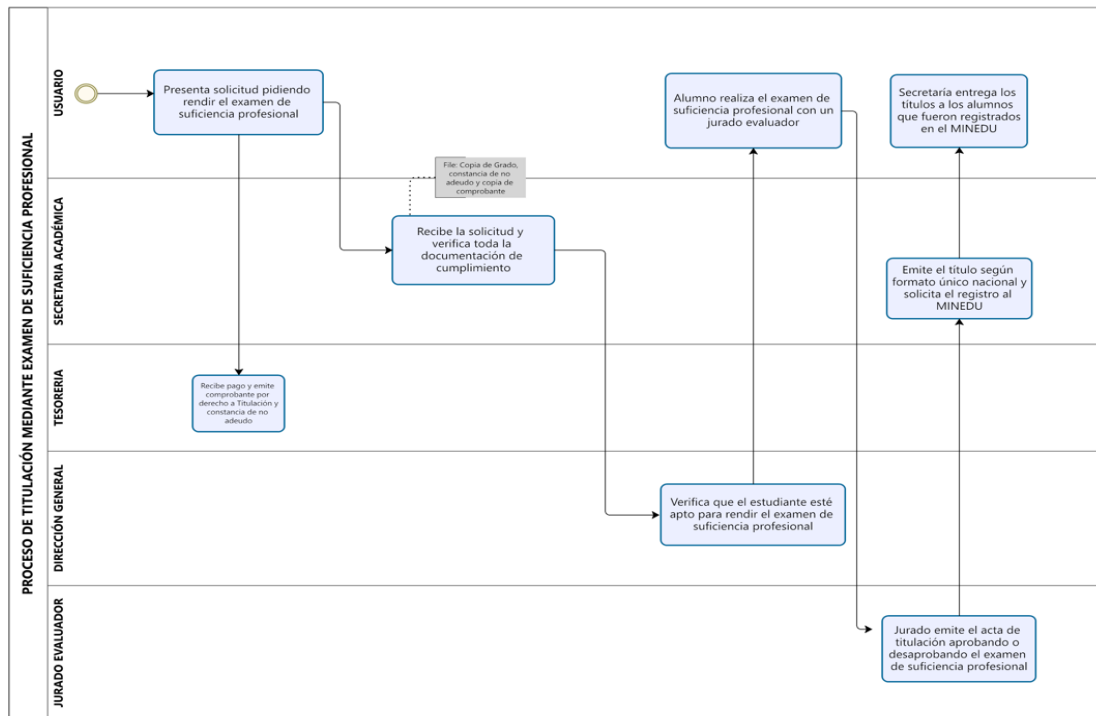 PROCESO DE TITULACIÓN MEDIANTE EXAMEN DE SUFICIENCIA PROFESIONAL
USUARIO
Presenta solicitud pidiendo
rendir el examen de
suficiencia profesional
Alumno realiza el examen de
suficiencia profesional con un
jurado evaluador
Secretaría entrega los
títulos a los alumnos
que fueron registrados
en el MINEDU
File: Copia de Grado,
constancia de no
adeudo y copia de
comprobante
SECRETARIA ACADÉMICA
Recibe la solicitud y
verifica toda la
documentación de
cumplimiento
Emite el título según
formato único nacional y
solicita el registro al
MINEDU
TESORERIA
Recibe pago y emite
comprobante por
derecho a Titulación y
constancia de no
adeudo
DIRECCIÓN GENERAL
Verifica que el estudiante esté
apto para rendir el examen de
suficiencia profesional
JURADO EVALUADOR
Jurado emite el acta de
titulación aprobando o
desaprobando el examen
de suficiencia profesional